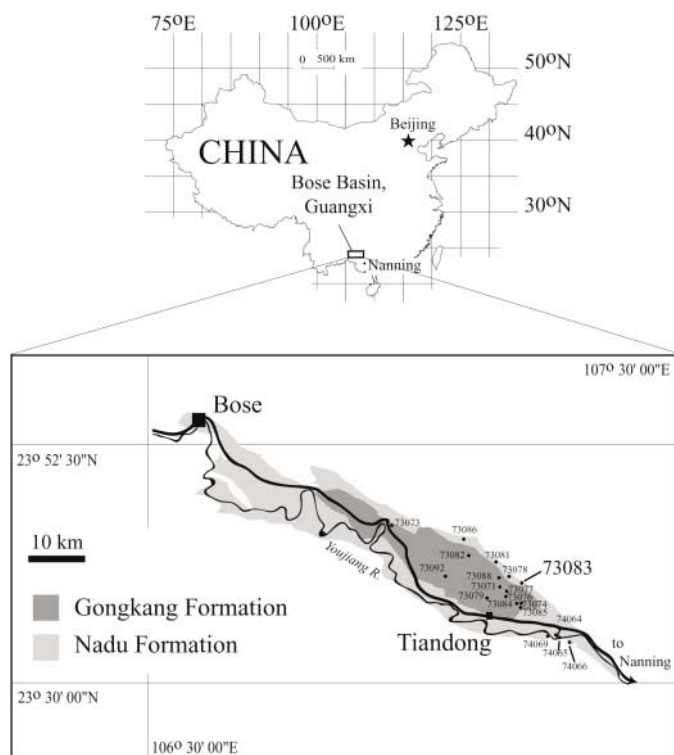 75ºE
100ºE
125ºE
0 500 km
50ºN
Beijing
CHINA
40ºN
Bose Basin,
Guangxi
30ºN
Nanning
107º 30' 00"E
Bose
23º 52' 30"N
73073
73086
10 km
Youjiang R.
73082
73081
73092
73088
73078
73083
73071
73077
73079
73076
73084
73074
73085
Gongkang Formation
Nadu Formation
74064
Tiandong
74069
74065
74066
to
Nanning
23º 30' 00"N
106º 30' 00"E